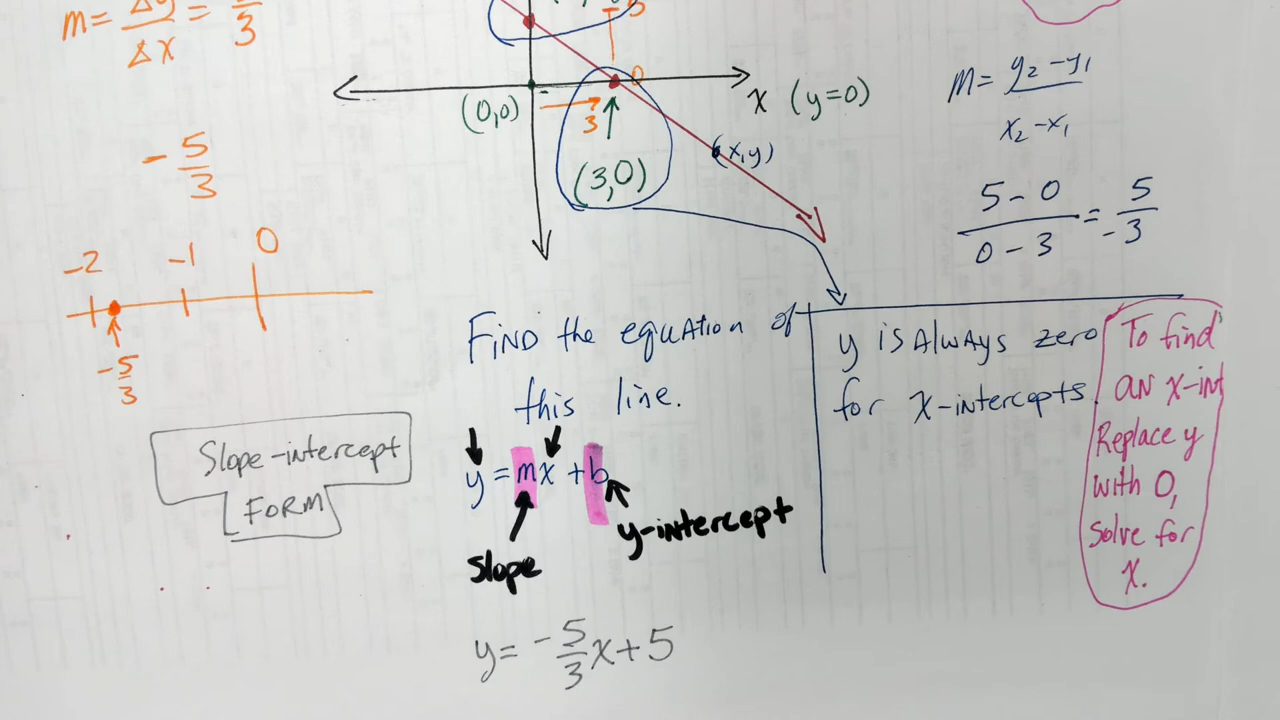 m = Δy/Δx = /3
5
0
(0,0)
3
(3,0)
x (y=0)
(x,y)
m = y₂ - y₁
x₂ - x₁
5 - 0 / 0 - 3 = 5/-3
-5/3
-2 -1 0
-5/3
Find the equation of
this line.
y = mx + b
y-intercept
slope
Slope-intercept
FORM
y = -5/3x + 5
y is Always zero
for x-intercepts.
To find
an x-int
Replace y
with 0,
solve for
x.